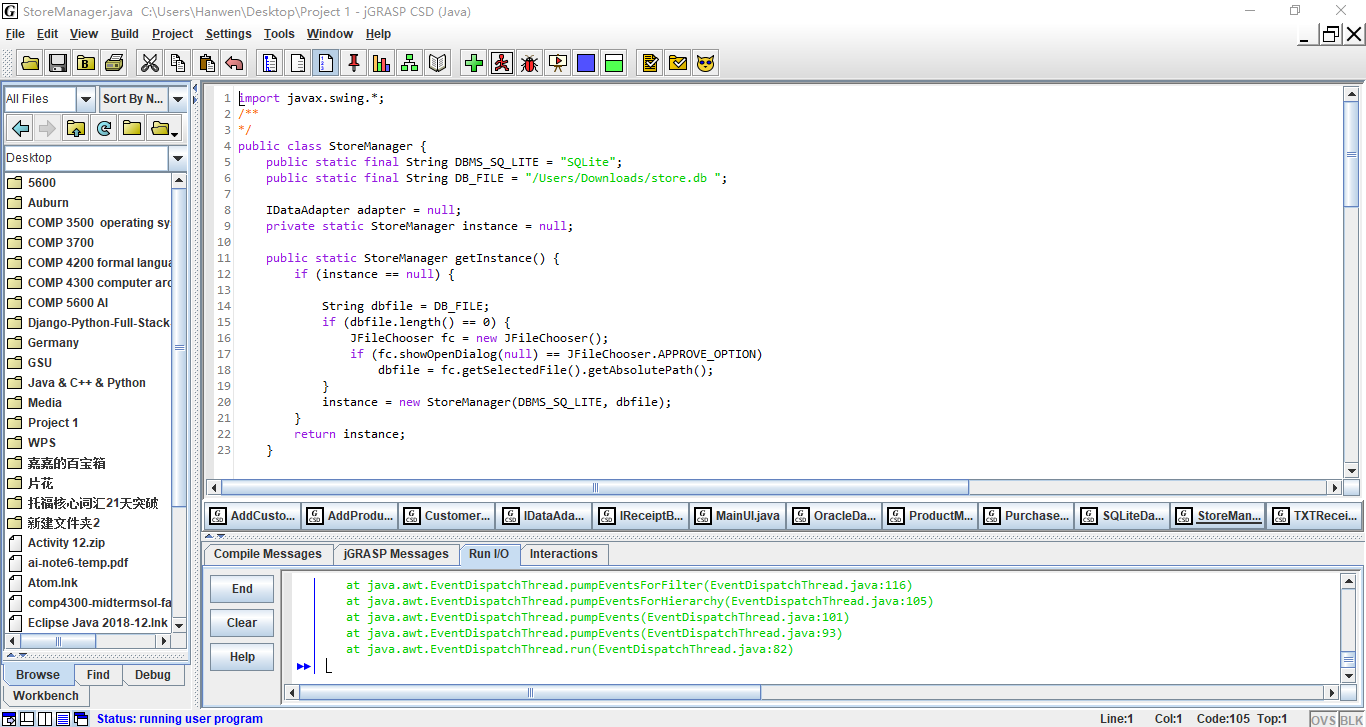 StoreManager.java  C:\Users\Hanwen\Desktop\Project 1 - jGRASP CSD (Java)
File Edit View Build Project Settings Tools Window Help
All Files Sort By N...
Desktop
5600
Auburn
COMP 3500  operating sy
COMP 3700
COMP 4200 formal langua
COMP 4300 computer arc
COMP 5600 AI
Django-Python-Full-Stack
Germany
GSU
Java & C++ & Python
Media
Project 1
WPS
嘉嘉的百宝箱
片花
托福核心词汇21天突破
新建文件夹2
Activity 12.zip
ai-note6-temp.pdf
Atom.lnk
comp4300-midtermsol-fa
Eclipse Java 2018-12.lnk
Browse Find Debug
Workbench
1 import javax.swing.*;
2 /**
3 */
4 public class StoreManager {
5     public static final String DBMS_SQ_LITE = "SQLite";
6     public static final String DB_FILE = "/Users/Downloads/store.db ";
7
8     IDataAdapter adapter = null;
9     private static StoreManager instance = null;
10
11     public static StoreManager getInstance() {
12         if (instance == null) {
13
14             String dbfile = DB_FILE;
15             if (dbfile.length() == 0) {
16                 JFileChooser fc = new JFileChooser();
17                 if (fc.showOpenDialog(null) == JFileChooser.APPROVE_OPTION)
18                     dbfile = fc.getSelectedFile().getAbsolutePath();
19             }
20             instance = new StoreManager(DBMS_SQ_LITE, dbfile);
21         }
22         return instance;
23     }
AddCusto... AddProdu... Customer... IDataAda... IReceiptB... MainUI.java OracleDa... ProductM... Purchase... SQLiteDa... StoreMan... TXTRecei...
Compile Messages jGRASP Messages Run I/O Interactions
End
Clear
Help
at java.awt.EventDispatchThread.pumpEventsForFilter(EventDispatchThread.java:116)
at java.awt.EventDispatchThread.pumpEventsForHierarchy(EventDispatchThread.java:105)
at java.awt.EventDispatchThread.pumpEvents(EventDispatchThread.java:101)
at java.awt.EventDispatchThread.pumpEvents(EventDispatchThread.java:93)
at java.awt.EventDispatchThread.run(EventDispatchThread.java:82)
Status: running user program Line:1 Col:1 Code:105 Top:1 OVS BLK